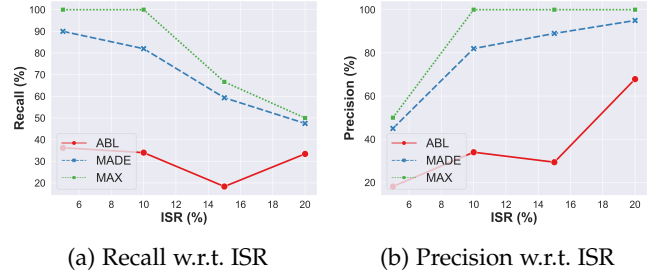 100
90
80
70
60
50
40
30
20
Recall (%)
ABL
MADE
MAX
6 8 10 12 14 16 18 20
ISR (%)
(a) Recall w.r.t. ISR
100
80
60
40
20
Precision (%)
ABL
MADE
MAX
6 8 10 12 14 16 18 20
ISR (%)
(b) Precision w.r.t. ISR